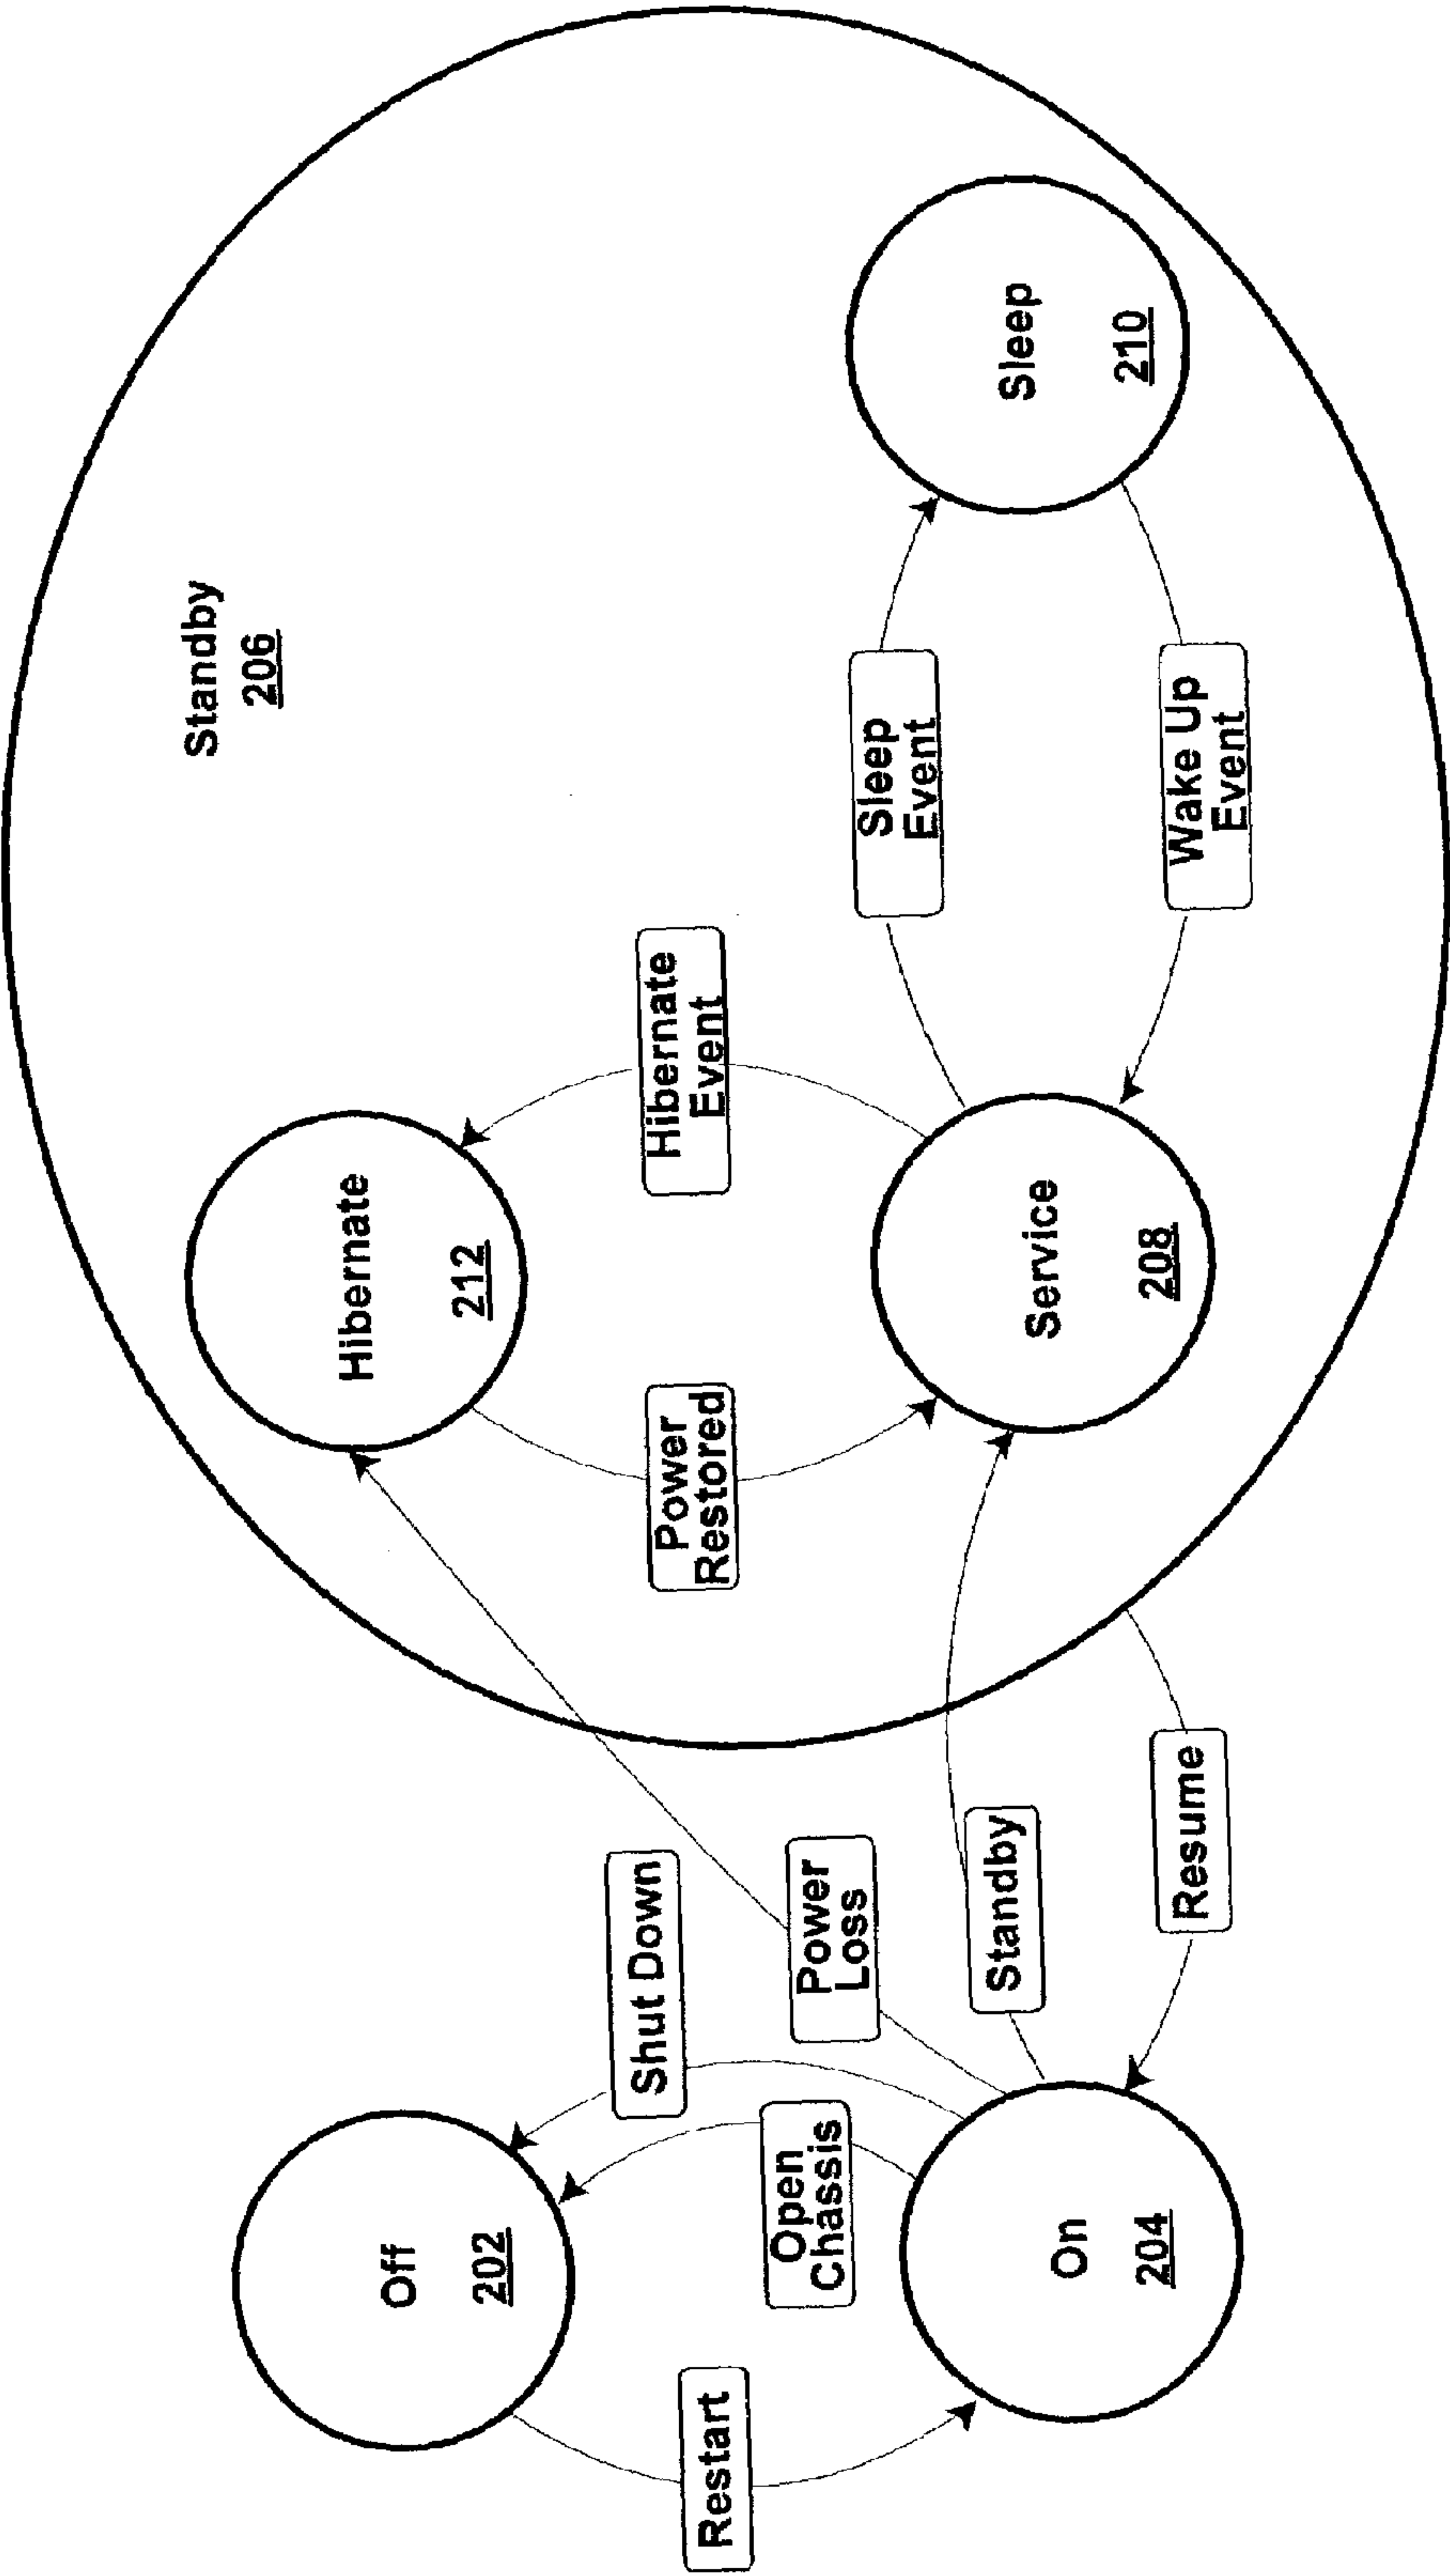 Standby
206
Hibernate
212
Hibernate
Event
Power
Restored
Sleep
Event
Sleep
210
Wake Up
Event
Service
208
Off
202
Shut Down
Power
Loss
Open
Chassis
Standby
Restart
On
204
Resume